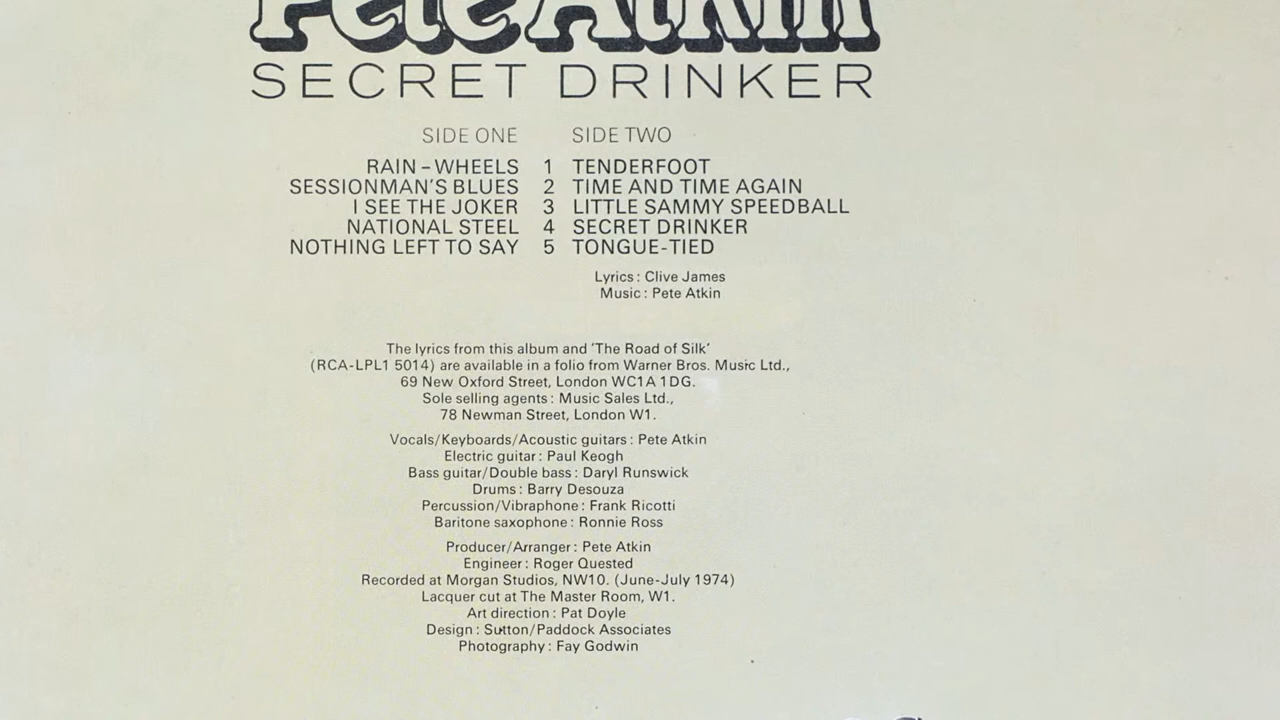 Pete Atkin
SECRET DRINKER
SIDE ONE SIDE TWO
RAIN–WHEELS 1 TENDERFOOT
SESSIONMAN'S BLUES 2 TIME AND TIME AGAIN
I SEE THE JOKER 3 LITTLE SAMMY SPEEDBALL
NATIONAL STEEL 4 SECRET DRINKER
NOTHING LEFT TO SAY 5 TONGUE-TIED
Lyrics: Clive James
Music: Pete Atkin
The lyrics from this album and 'The Road of Silk'
(RCA-LPL1 5014) are available in a folio from Warner Bros. Music Ltd.,
69 New Oxford Street, London WC1A 1DG.
Sole selling agents: Music Sales Ltd.,
78 Newman Street, London W1.
Vocals/Keyboards/Acoustic guitars: Pete Atkin
Electric guitar: Paul Keogh
Bass guitar/Double bass: Daryl Runswick
Drums: Barry Desouza
Percussion/Vibraphone: Frank Ricotti
Baritone saxophone: Ronnie Ross
Producer/Arranger: Pete Atkin
Engineer: Roger Quested
Recorded at Morgan Studios, NW10. (June-July 1974)
Lacquer cut at The Master Room, W1.
Art direction: Pat Doyle
Design: Sutton/Paddock Associates
Photography: Fay Godwin